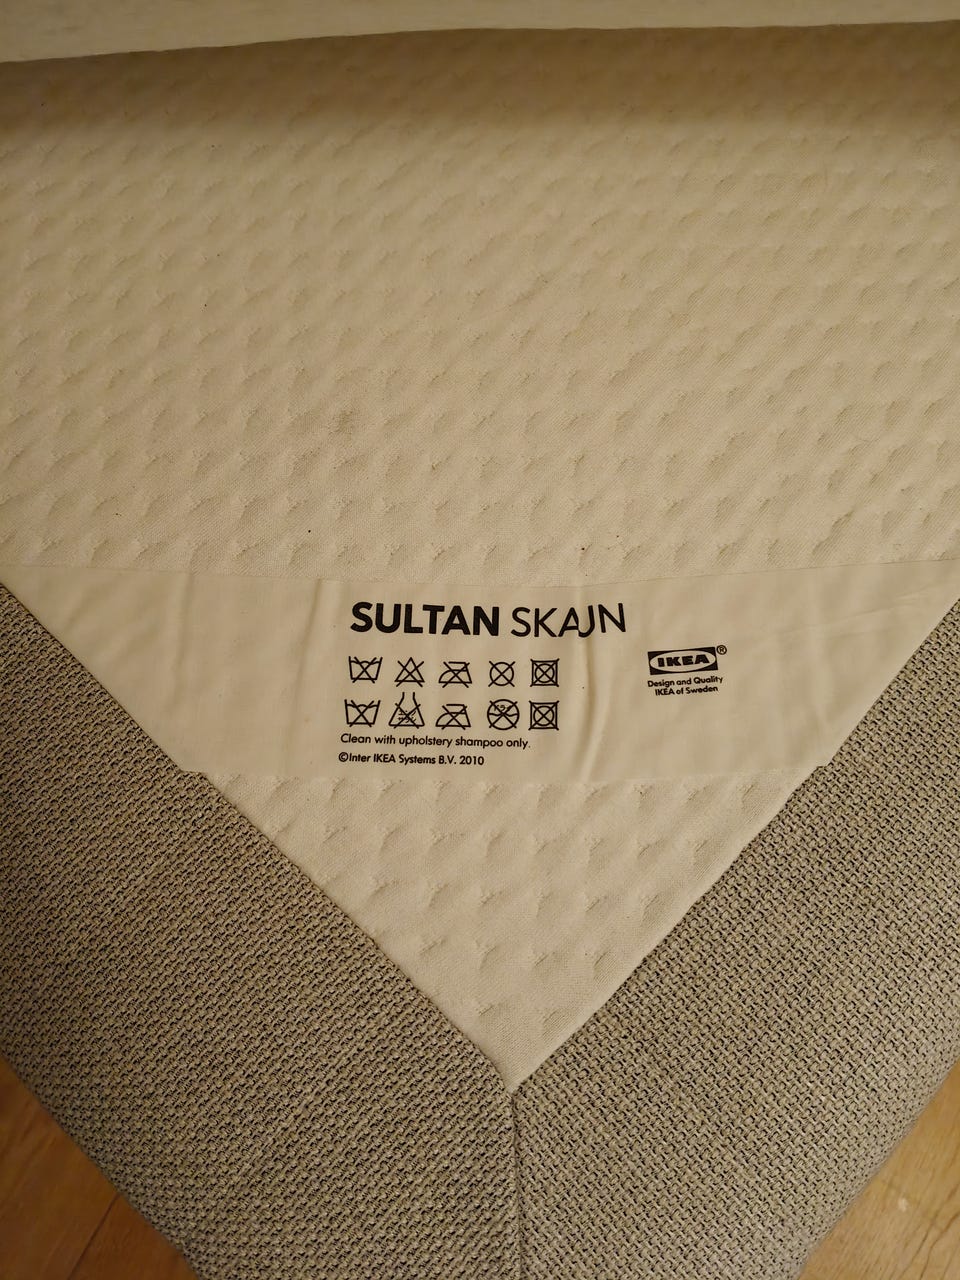 SULTAN SKAJN
IKEA®
Design and Quality
IKEA of Sweden
Clean with upholstery shampoo only.
©Inter IKEA Systems B.V. 2010